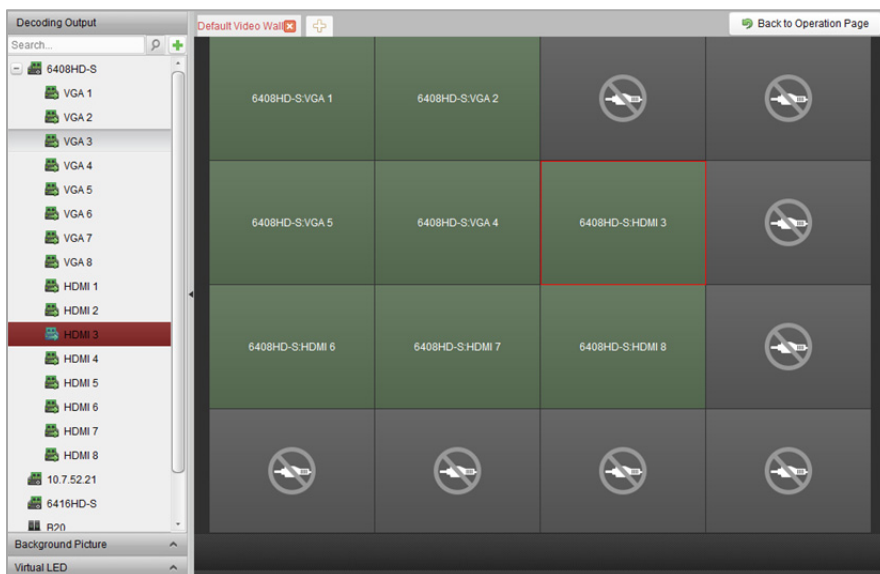 Decoding Output
Search...
6408HD-S
VGA 1
VGA 2
VGA 3
VGA 4
VGA 5
VGA 6
VGA 7
VGA 8
HDMI 1
HDMI 2
HDMI 3
HDMI 4
HDMI 5
HDMI 6
HDMI 7
HDMI 8
10.7.52.21
6416HD-S
B20
Background Picture
Virtual LED
Default Video Wall
Back to Operation Page
6408HD-S:VGA 1
6408HD-S:VGA 2
6408HD-S:VGA 5
6408HD-S:VGA 4
6408HD-S:HDMI 3
6408HD-S:HDMI 6
6408HD-S:HDMI 7
6408HD-S:HDMI 8